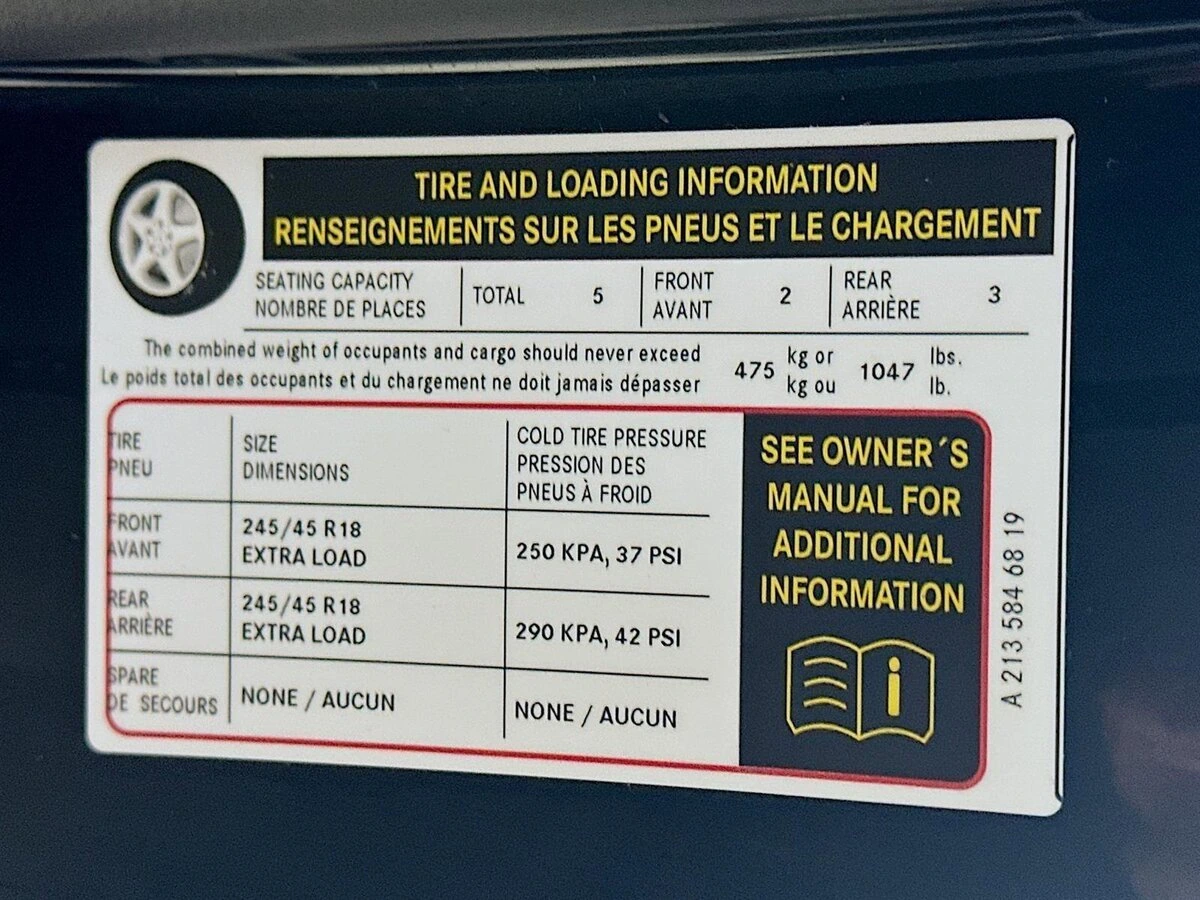 TIRE AND LOADING INFORMATION
RENSEIGNEMENTS SUR LES PNEUS ET LE CHARGEMENT
SEATING CAPACITY
NOMBRE DE PLACES
TOTAL 5
FRONT
AVANT
2
REAR
ARRIÈRE
3
The combined weight of occupants and cargo should never exceed
Le poids total des occupants et du chargement ne doit jamais dépasser
475
kg or
kg ou
1047
lbs.
lb.
TIRE
PNEU
SIZE
DIMENSIONS
COLD TIRE PRESSURE
PRESSION DES
PNEUS À FROID
FRONT
AVANT
245/45 R18
EXTRA LOAD
250 KPA, 37 PSI
REAR
ARRIÈRE
245/45 R18
EXTRA LOAD
290 KPA, 42 PSI
SPARE
DE SECOURS
NONE / AUCUN
NONE / AUCUN
SEE OWNER´S
MANUAL FOR
ADDITIONAL
INFORMATION
A 213 584 68 19